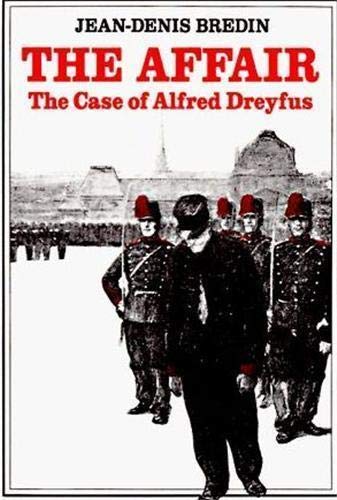 JEAN-DENIS BREDIN
THE AFFAIR
The Case of Alfred Dreyfus